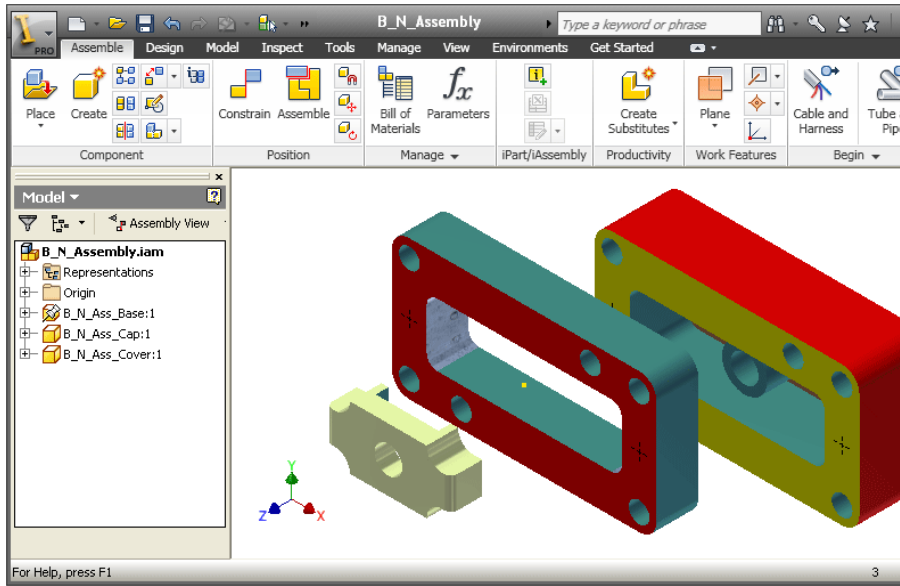 B_N_Assembly
Type a keyword or phrase
PRO
Assemble Design Model Inspect Tools Manage View Environments Get Started
Place
Create
Constrain Assemble
Bill of Materials
Parameters
Create Substitutes
Plane
Cable and Harness
Component Position Manage iPart/iAssembly Productivity Work Features Begin
Model
Assembly View
B_N_Assembly.iam
Representations
Origin
B_N_Ass_Base:1
B_N_Ass_Cap:1
B_N_Ass_Cover:1
Y
Z X
For Help, press F1
3